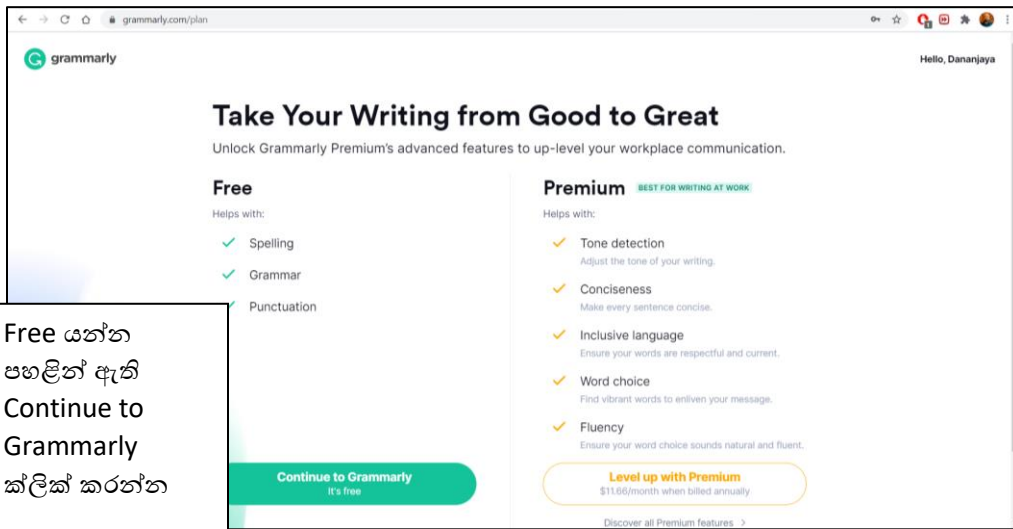 grammarly.com/plan
grammarly
Hello, Dananjaya
Take Your Writing from Good to Great
Unlock Grammarly Premium's advanced features to up-level your workplace communication.
Free
Helps with:
Spelling
Grammar
Punctuation
Premium BEST FOR WRITING AT WORK
Helps with:
Tone detection
Adjust the tone of your writing.
Conciseness
Make every sentence concise.
Inclusive language
Ensure your words are respectful and current.
Word choice
Find vibrant words to enliven your message.
Fluency
Ensure your word choice sounds natural and fluent.
Free යන්න
පහළින් ඇති
Continue to
Grammarly
ක්ලික් කරන්න
Continue to Grammarly
It's free
Level up with Premium
$11.66/month when billed annually
Discover all Premium features >